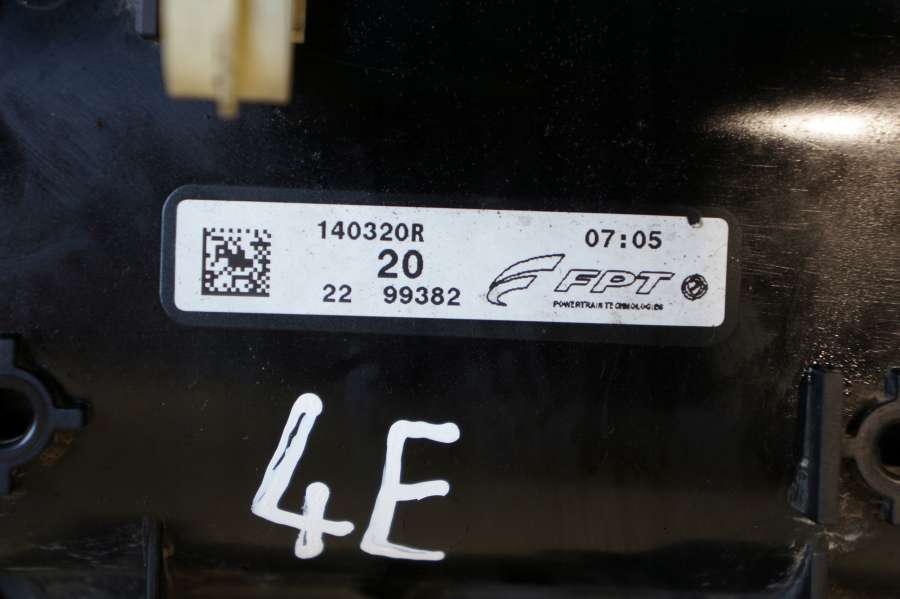 140320R 07:05
20
22 99382
FPT
POWERTRAIN TECHNOLOGIES
4E